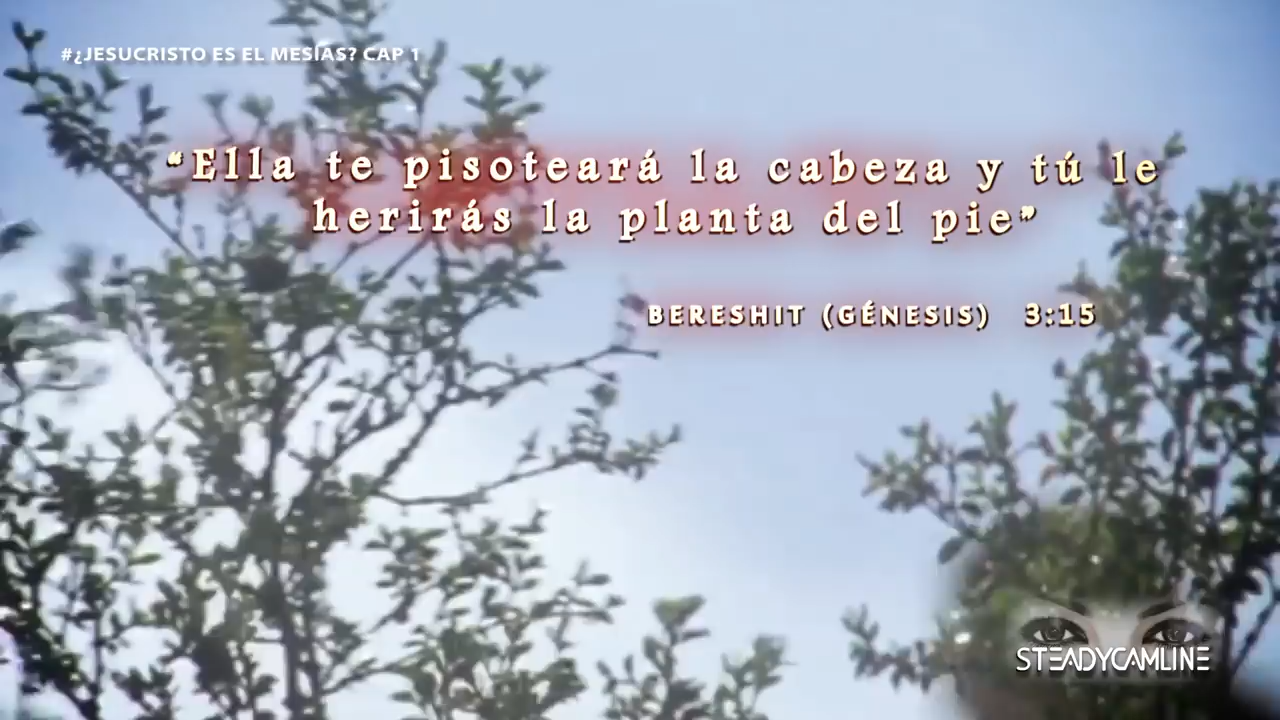 #¿JESUCRISTO ES EL MESÍAS? CAP 1
“Ella te pisoteará la cabeza y tú le
herirás la planta del pie”
BERESHIT (GÉNESIS) 3:15
STEADYCAMLINE